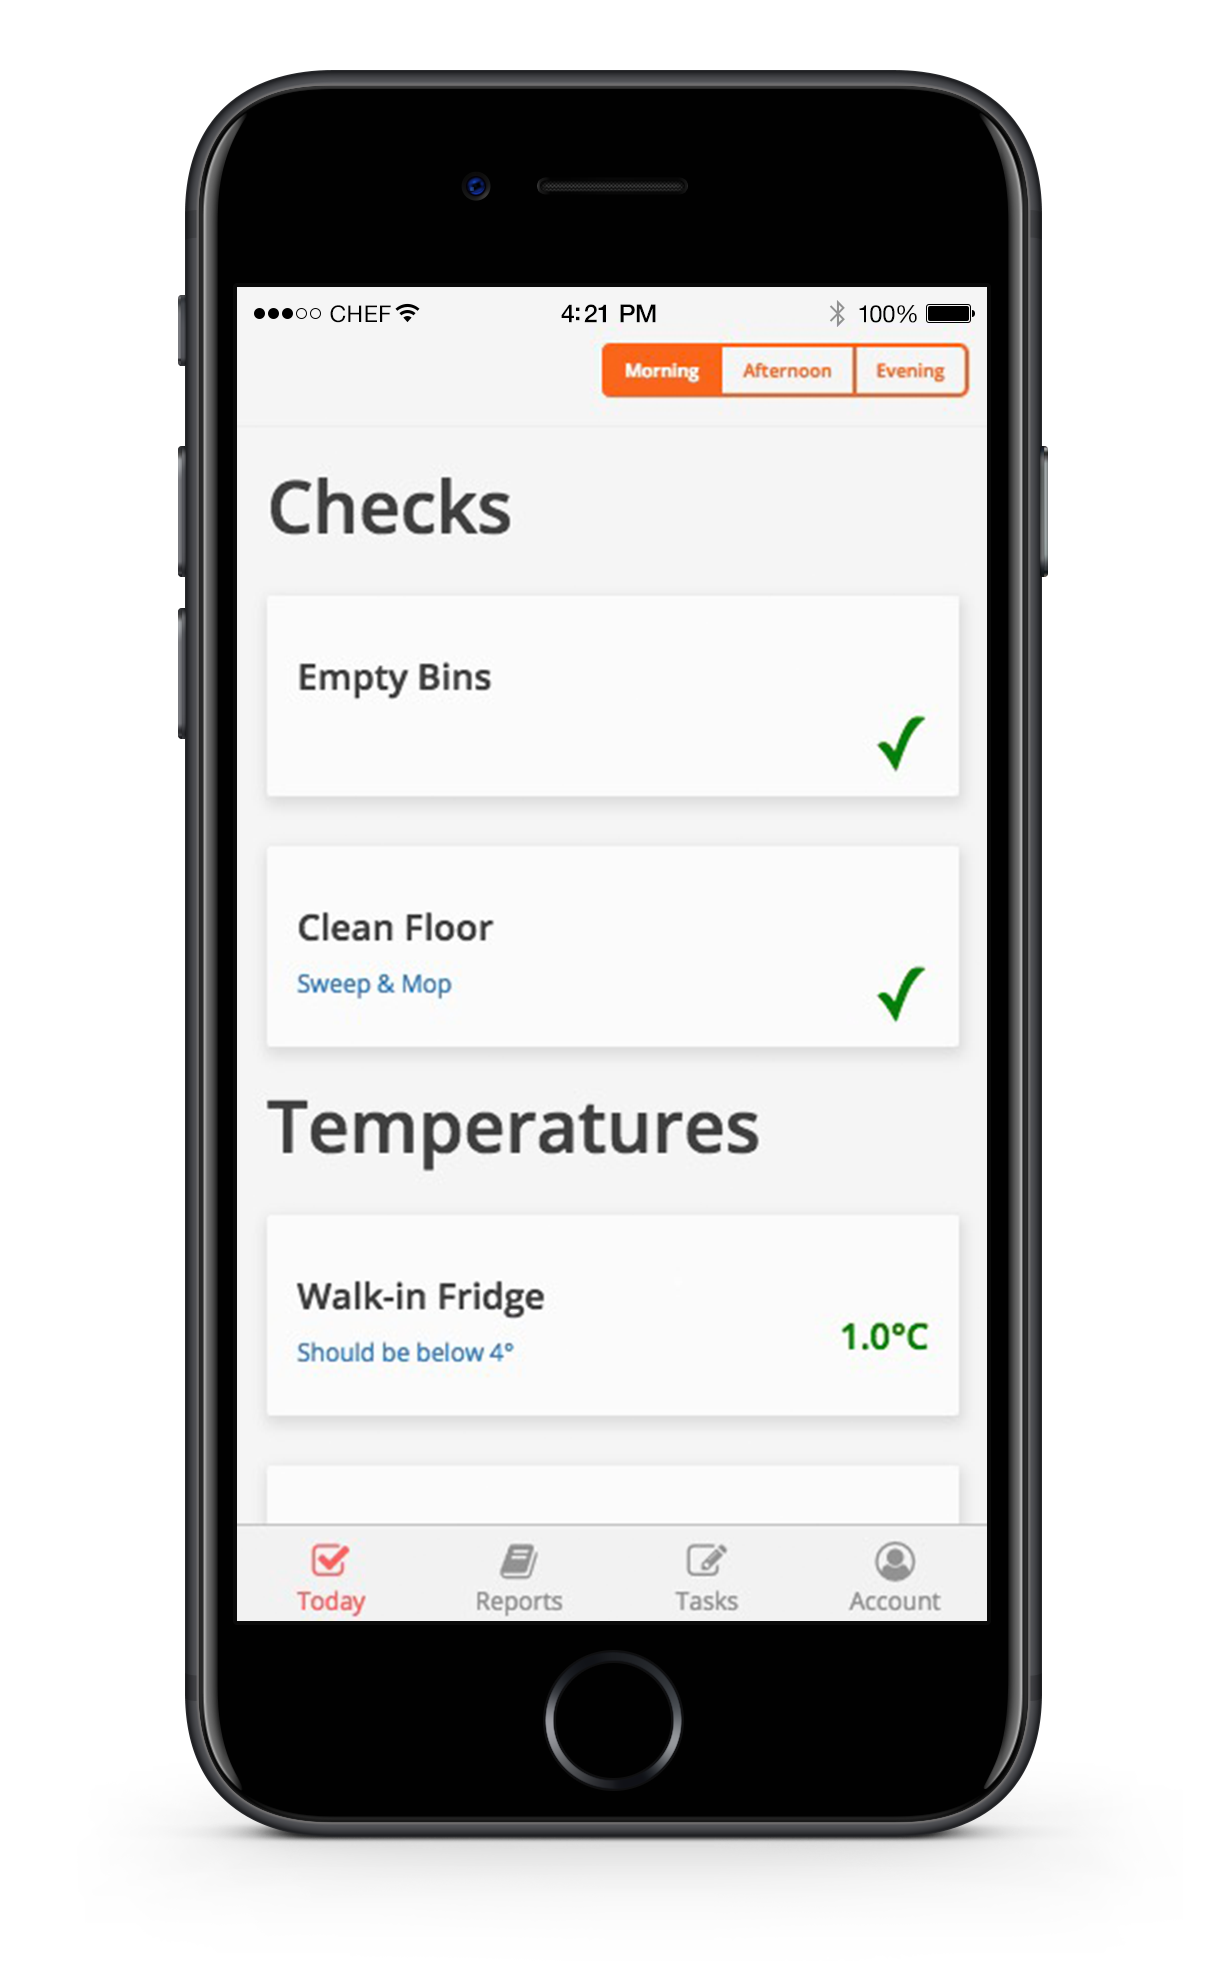 CHEF 4:21 PM 100%
Morning Afternoon Evening
Checks
Empty Bins
Clean Floor
Sweep & Mop
Temperatures
Walk-in Fridge
Should be below 4°
1.0°C
Today Reports Tasks Account